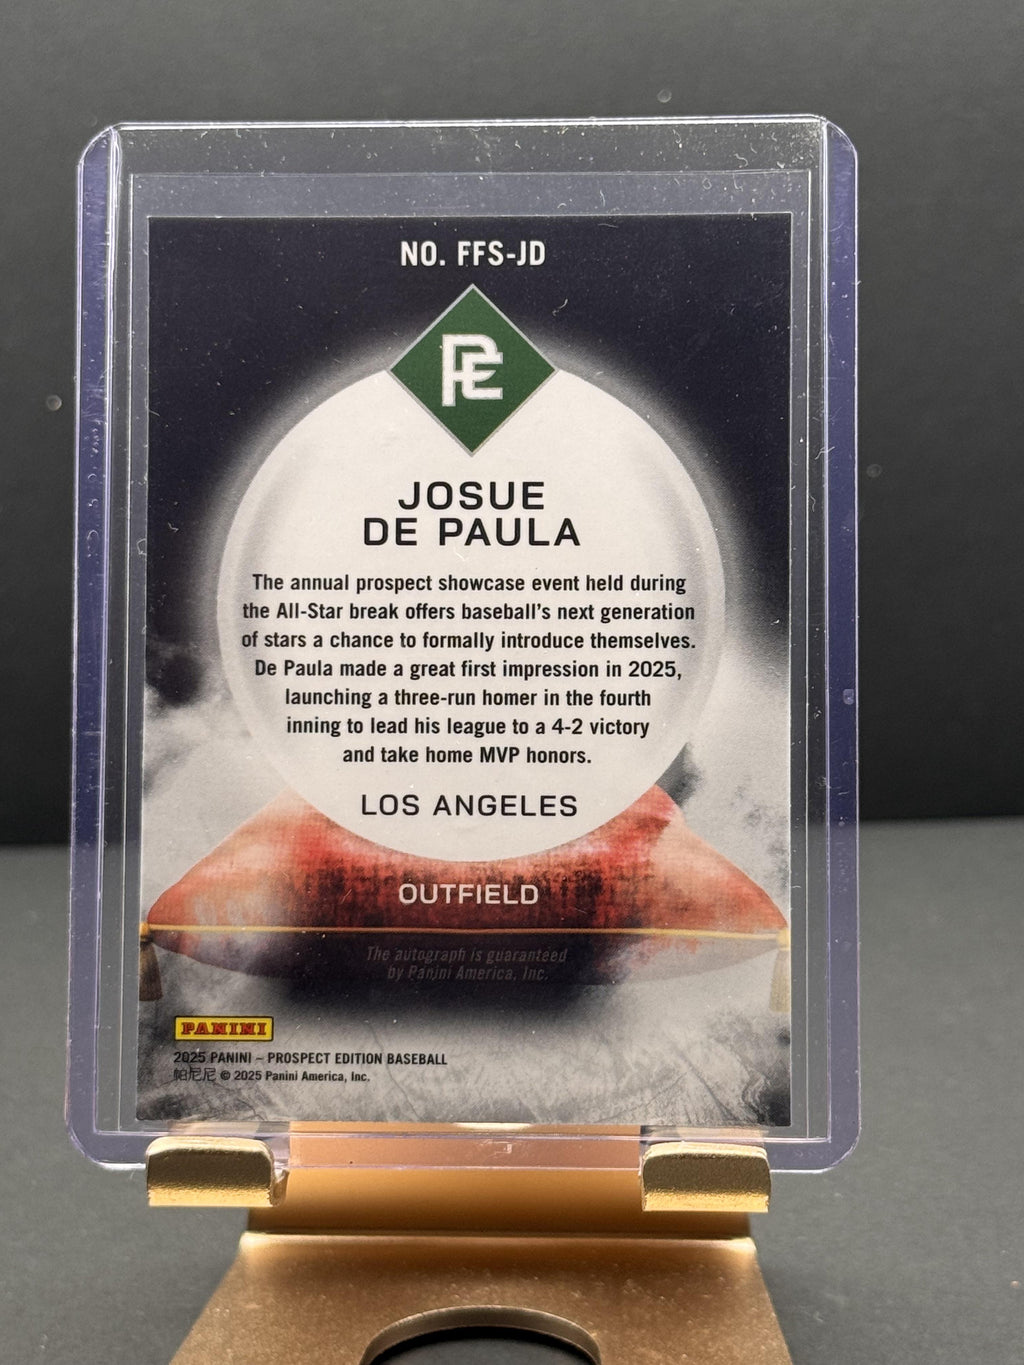 NO. FFS-JD
PE
JOSUE
DE PAULA
The annual prospect showcase event held during
the All-Star break offers baseball's next generation
of stars a chance to formally introduce themselves.
De Paula made a great first impression in 2025,
launching a three-run homer in the fourth
inning to lead his league to a 4-2 victory
and take home MVP honors.
LOS ANGELES
OUTFIELD
The autograph is guaranteed
by Panini America, Inc.
PANINI
2025 PANINI – PROSPECT EDITION BASEBALL
帕尼尼 © 2025 Panini America, Inc.